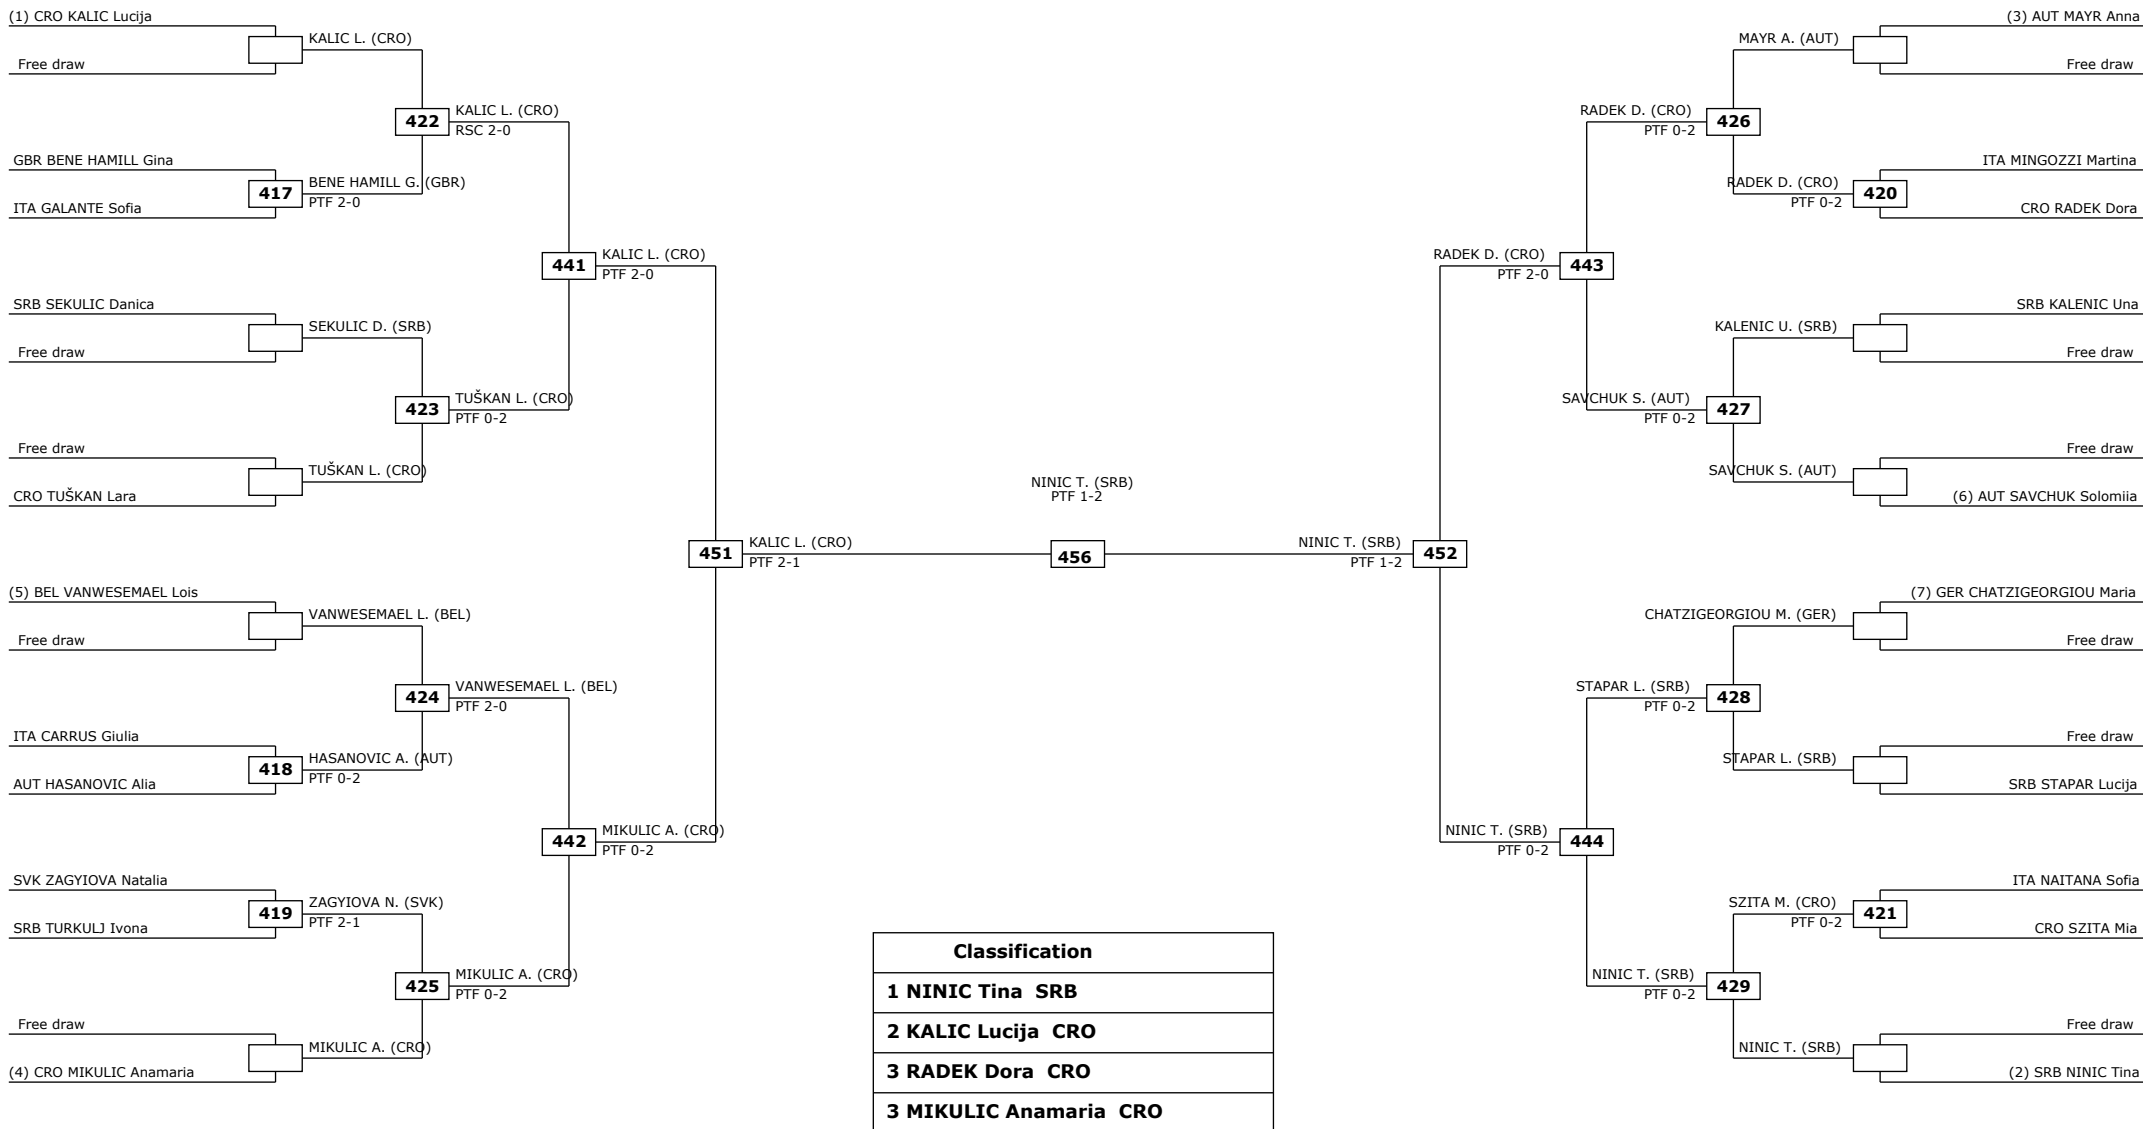 (1) CRO KALIC Lucija
KALIC L. (CRO)
Free draw
422
KALIC L. (CRO)
RSC 2-0
GBR BENE HAMILL Gina
417
BENE HAMILL G. (GBR)
PTF 2-0
ITA GALANTE Sofia
441
KALIC L. (CRO)
PTF 2-0
SRB SEKULIC Danica
SEKULIC D. (SRB)
Free draw
423
TUŠKAN L. (CRO)
PTF 0-2
Free draw
TUŠKAN L. (CRO)
CRO TUŠKAN Lara
451
KALIC L. (CRO)
PTF 2-1
(5) BEL VANWESEMAEL Lois
VANWESEMAEL L. (BEL)
Free draw
424
VANWESEMAEL L. (BEL)
PTF 2-0
ITA CARRUS Giulia
418
HASANOVIC A. (AUT)
PTF 0-2
AUT HASANOVIC Alia
442
MIKULIC A. (CRO)
PTF 0-2
SVK ZAGYIOVA Natalia
419
ZAGYIOVA N. (SVK)
PTF 2-1
SRB TURKULJ Ivona
425
MIKULIC A. (CRO)
PTF 0-2
Free draw
MIKULIC A. (CRO)
(4) CRO MIKULIC Anamaria
NINIC T. (SRB)
PTF 1-2
456
(3) AUT MAYR Anna
MAYR A. (AUT)
Free draw
RADEK D. (CRO)
PTF 0-2
426
ITA MINGOZZI Martina
RADEK D. (CRO)
PTF 0-2
420
CRO RADEK Dora
RADEK D. (CRO)
PTF 2-0
443
SRB KALENIC Una
KALENIC U. (SRB)
Free draw
SAVCHUK S. (AUT)
PTF 0-2
427
Free draw
SAVCHUK S. (AUT)
(6) AUT SAVCHUK Solomiia
NINIC T. (SRB)
PTF 1-2
452
(7) GER CHATZIGEORGIOU Maria
CHATZIGEORGIOU M. (GER)
Free draw
STAPAR L. (SRB)
PTF 0-2
428
Free draw
STAPAR L. (SRB)
SRB STAPAR Lucija
NINIC T. (SRB)
PTF 0-2
444
ITA NAITANA Sofia
SZITA M. (CRO)
PTF 0-2
421
CRO SZITA Mia
NINIC T. (SRB)
PTF 0-2
429
Free draw
NINIC T. (SRB)
(2) SRB NINIC Tina
Classification
1 NINIC Tina SRB
2 KALIC Lucija CRO
3 RADEK Dora CRO
3 MIKULIC Anamaria CRO